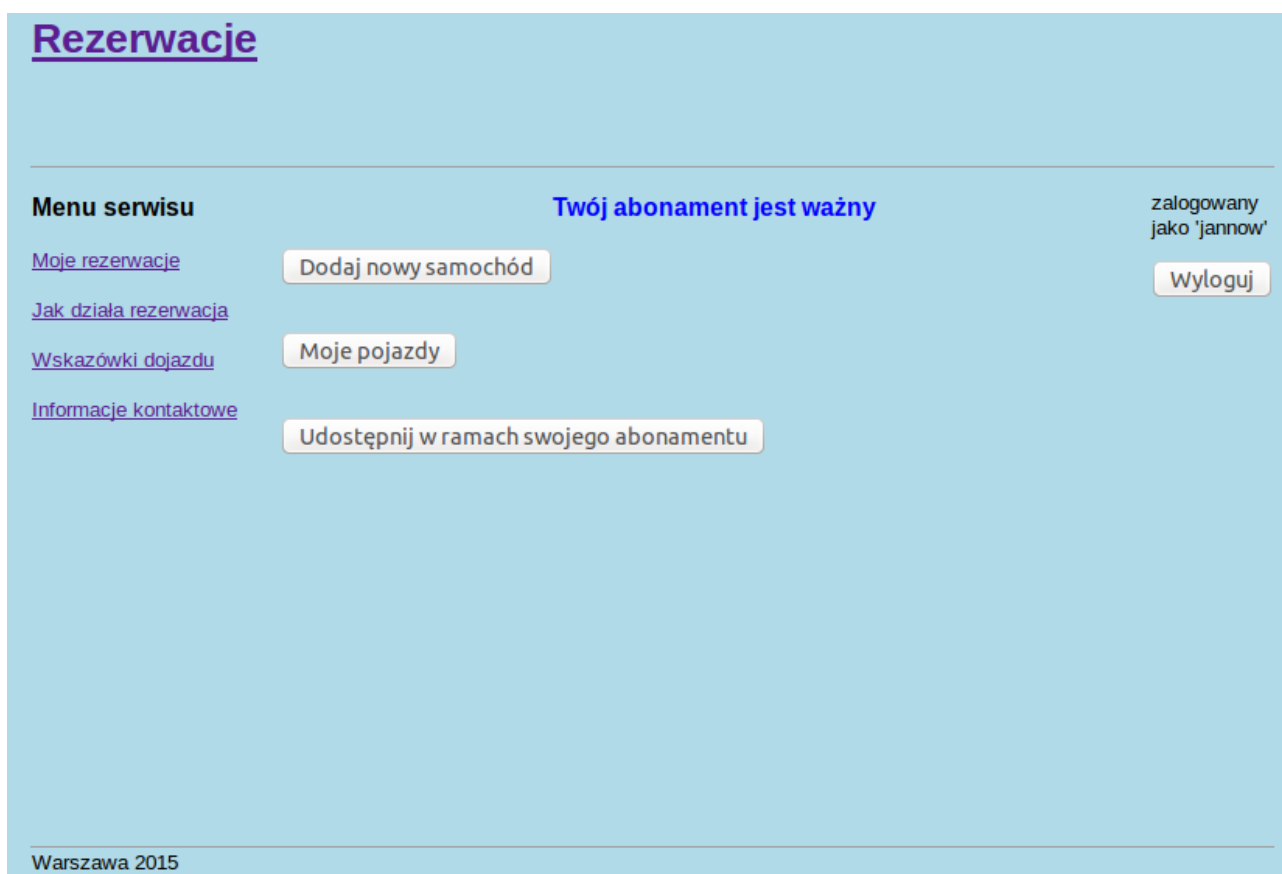 Rezerwacje
Menu serwisu
Moje rezerwacje
Jak działa rezerwacja
Wskazówki dojazdu
Informacje kontaktowe
Twój abonament jest ważny
Dodaj nowy samochód
Moje pojazdy
Udostępnij w ramach swojego abonamentu
zalogowany
jako 'jannow'
Wyloguj
Warszawa 2015